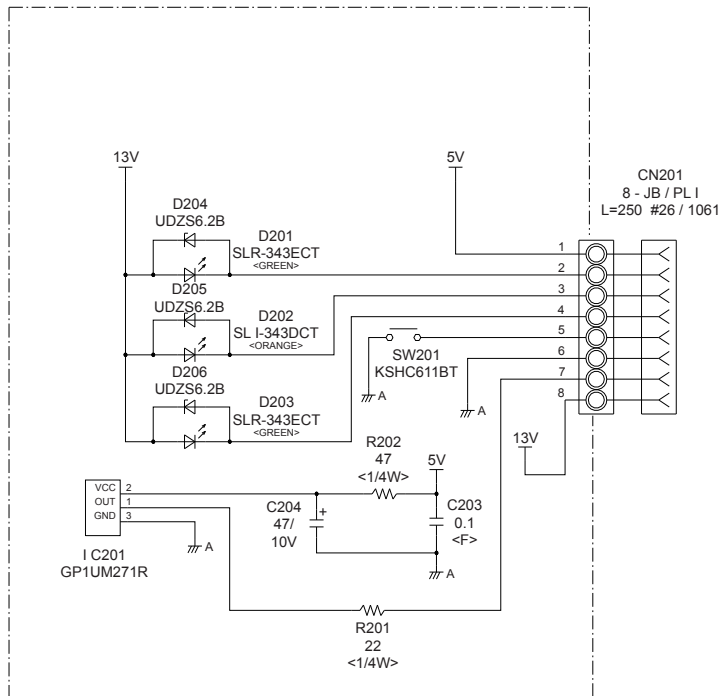 13V
5V
CN201
8 - JB / PL I
L=250 #26 / 1061
D204
UDZS6.2B
D201
SLR-343ECT
<GREEN>
D205
UDZS6.2B
D202
SL I-343DCT
<ORANGE>
D206
UDZS6.2B
D203
SLR-343ECT
<GREEN>
1
2
3
4
5
6
7
8
SW201
KSHC611BT
A
A
13V
R202
47
<1/4W>
5V
VCC 2
OUT 1
GND 3
A
I C201
GP1UM271R
C204
47/
10V
+
C203
0.1
<F>
A
R201
22
<1/4W>